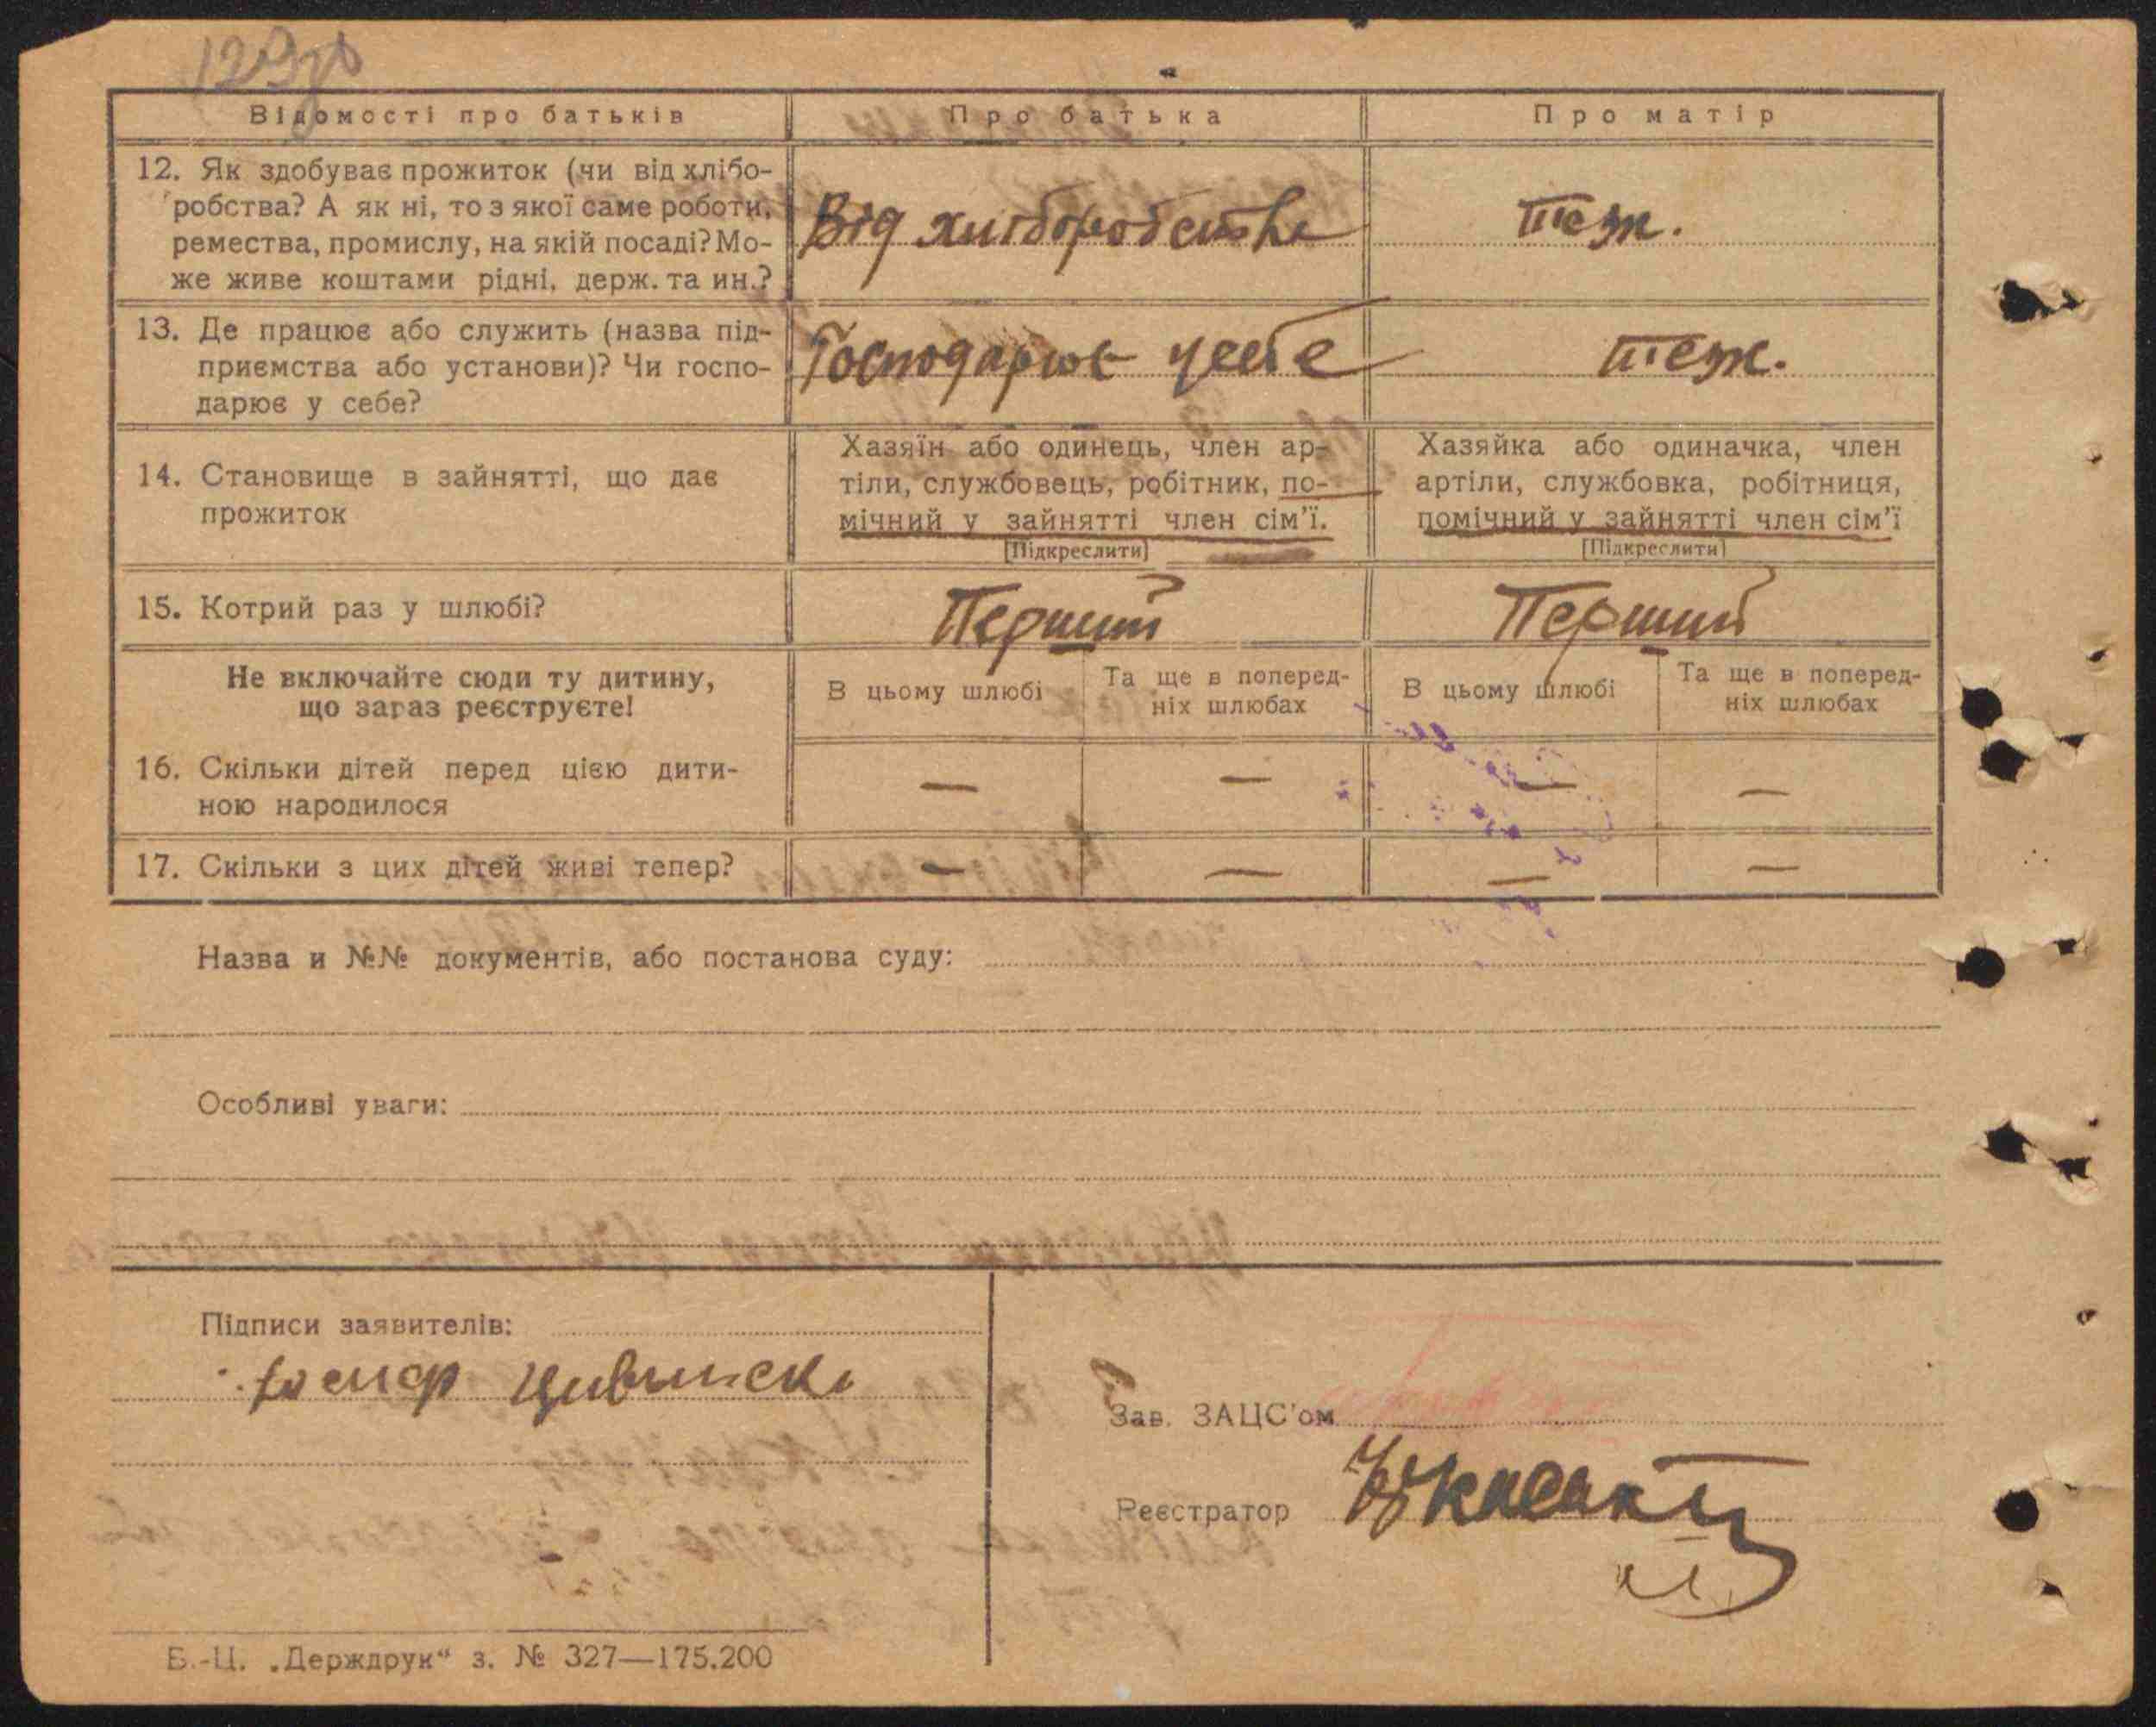 Відомості про батьків Про батька Про матір
12. Як здобуває прожиток (чи від хлібо-
робства? А як ні, то з якої саме роботи,
ремества, промислу, на якій посаді? Мо-
же живе коштами рідні, держ. та ин.?
Від хліборобства теж.
13. Де працює або служить (назва під-
приємства або установи)? Чи госпо-
дарює у себе?
Господарює у себе теж.
14. Становище в зайнятті, що дає
прожиток
Хазяїн або одинець, член ар-
тіли, службовець, робітник, по-
мічний у зайнятті член сім'ї.
[Підкреслити]
Хазяйка або одиначка, член
артіли, службовка, робітниця,
помічний у зайнятті член сім'ї
[Підкреслити]
15. Котрий раз у шлюбі? Перший Перший
Не включайте сюди ту дитину,
що зараз реєструєте!
В цьому шлюбі
Та ще в поперед-
ніх шлюбах
В цьому шлюбі
Та ще в поперед-
ніх шлюбах
16. Скільки дітей перед цією дити-
ною народилося
— — — —
17. Скільки з цих дітей живі тепер? — — — —
Назва и №№ документів, або постанова суду:
Особливі уваги:
Підписи заявителів:
Зав. ЗАЦС'ом
Реєстратор
Б.-Ц. „Держдрук“ з. № 327—175.200